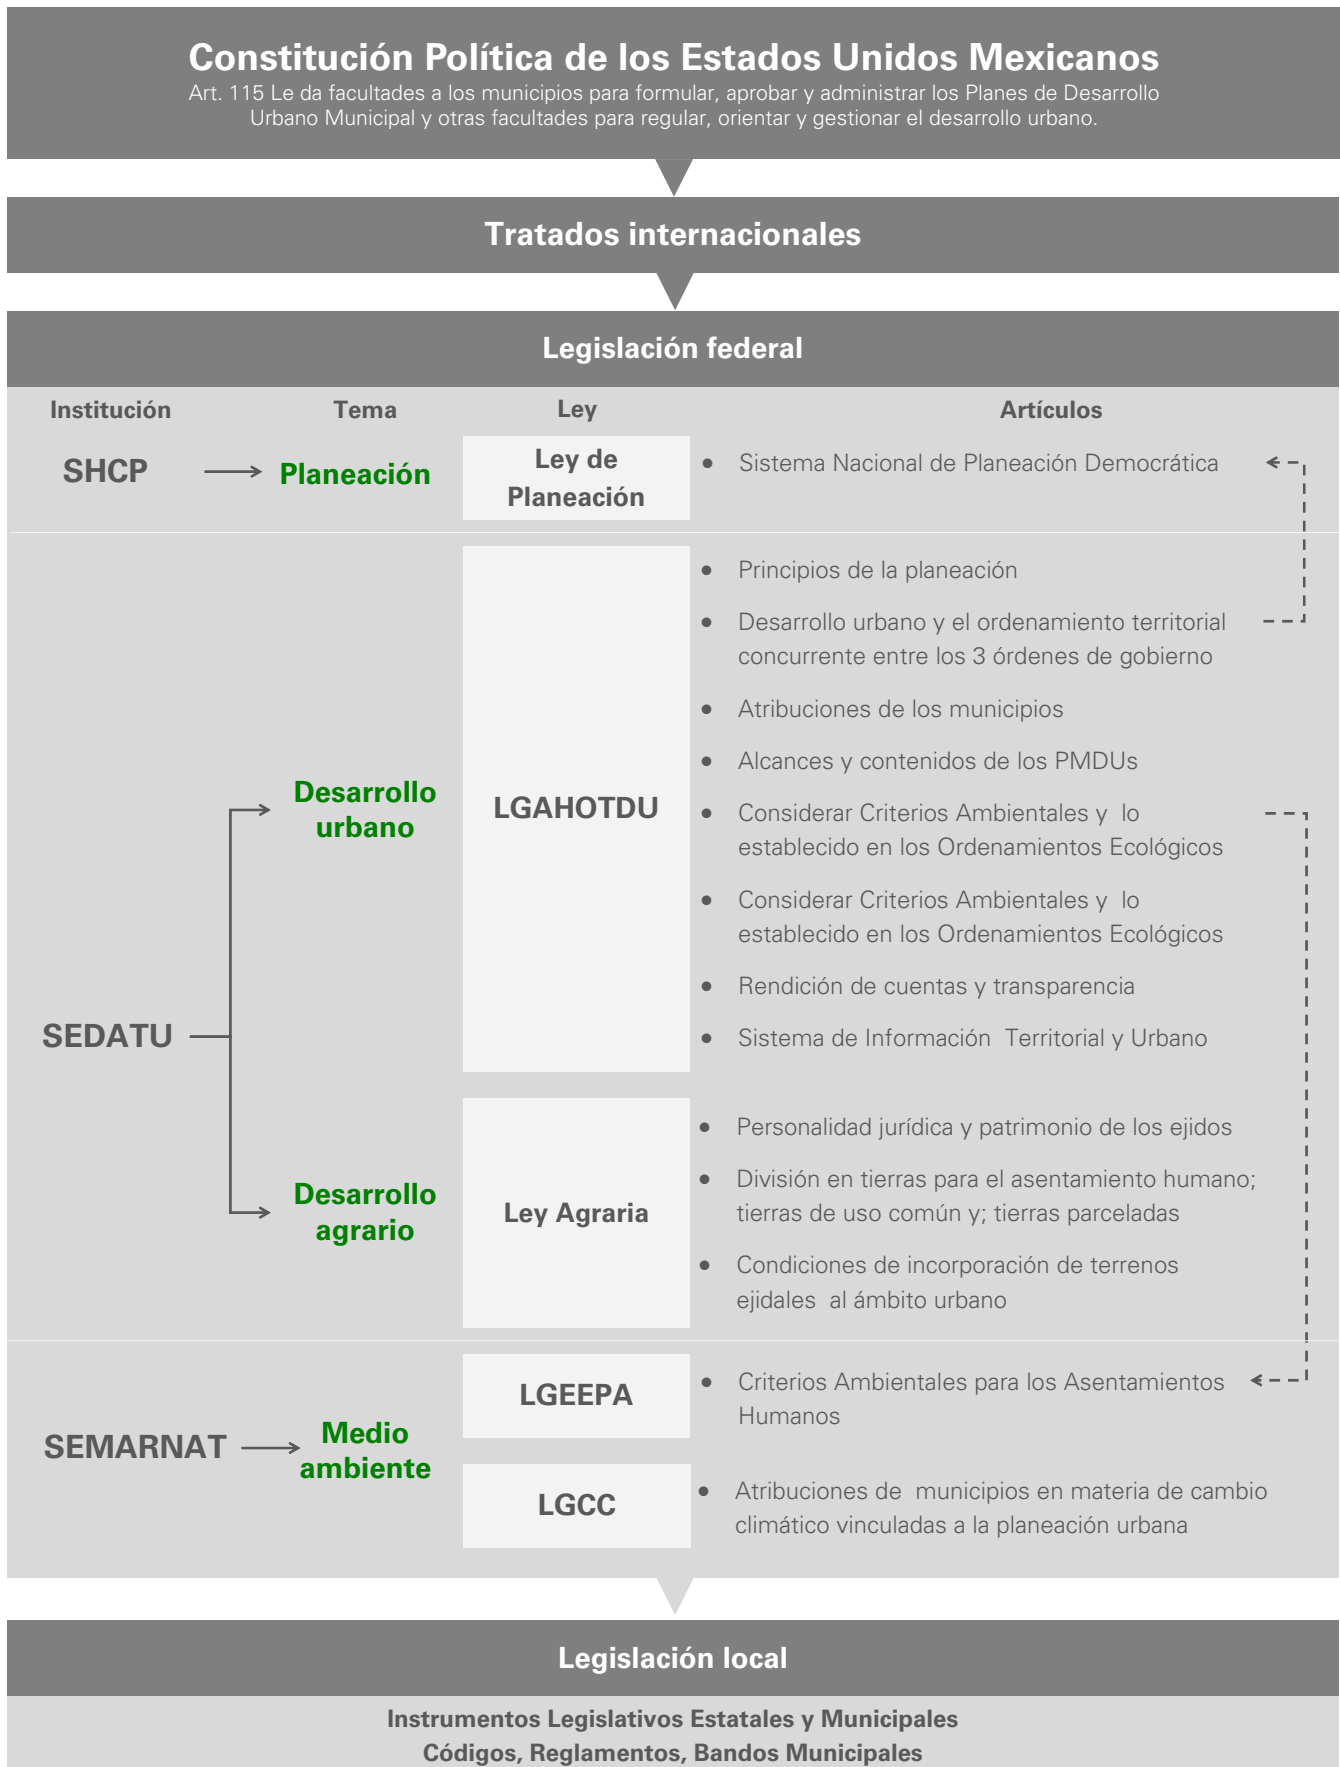 Constitución Política de los Estados Unidos Mexicanos
Art. 115 Le da facultades a los municipios para formular, aprobar y administrar los Planes de Desarrollo
Urbano Municipal y otras facultades para regular, orientar y gestionar el desarrollo urbano.
Tratados internacionales
Legislación federal
Institución
Tema
Ley
Artículos
SHCP
Planeación
Ley de
Planeación
• Sistema Nacional de Planeación Democrática
SEDATU
Desarrollo
urbano
LGAHOTDU
• Principios de la planeación
• Desarrollo urbano y el ordenamiento territorial
concurrente entre los 3 órdenes de gobierno
• Atribuciones de los municipios
• Alcances y contenidos de los PMDUs
• Considerar Criterios Ambientales y  lo
establecido en los Ordenamientos Ecológicos
• Considerar Criterios Ambientales y  lo
establecido en los Ordenamientos Ecológicos
• Rendición de cuentas y transparencia
• Sistema de Información  Territorial y Urbano
Desarrollo
agrario
Ley Agraria
• Personalidad jurídica y patrimonio de los ejidos
• División en tierras para el asentamiento humano;
tierras de uso común y; tierras parceladas
• Condiciones de incorporación de terrenos
ejidales  al ámbito urbano
SEMARNAT
Medio
ambiente
LGEEPA
• Criterios Ambientales para los Asentamientos
Humanos
LGCC
• Atribuciones de  municipios en materia de cambio
climático vinculadas a la planeación urbana
Legislación local
Instrumentos Legislativos Estatales y Municipales
Códigos, Reglamentos, Bandos Municipales